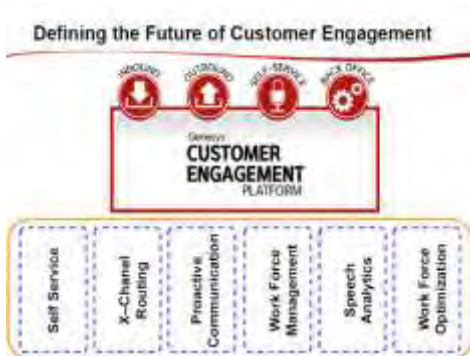 Defining the Future of Customer Engagement
INBOUND
OUTBOUND
SELF-SERVICE
BACK OFFICE
Genesys
CUSTOMER
ENGAGEMENT
PLATFORM
Self Service
X-Chanel
Routing
Proactive
Communication
Work Force
Management
Speech
Analytics
Work Force
Optimization